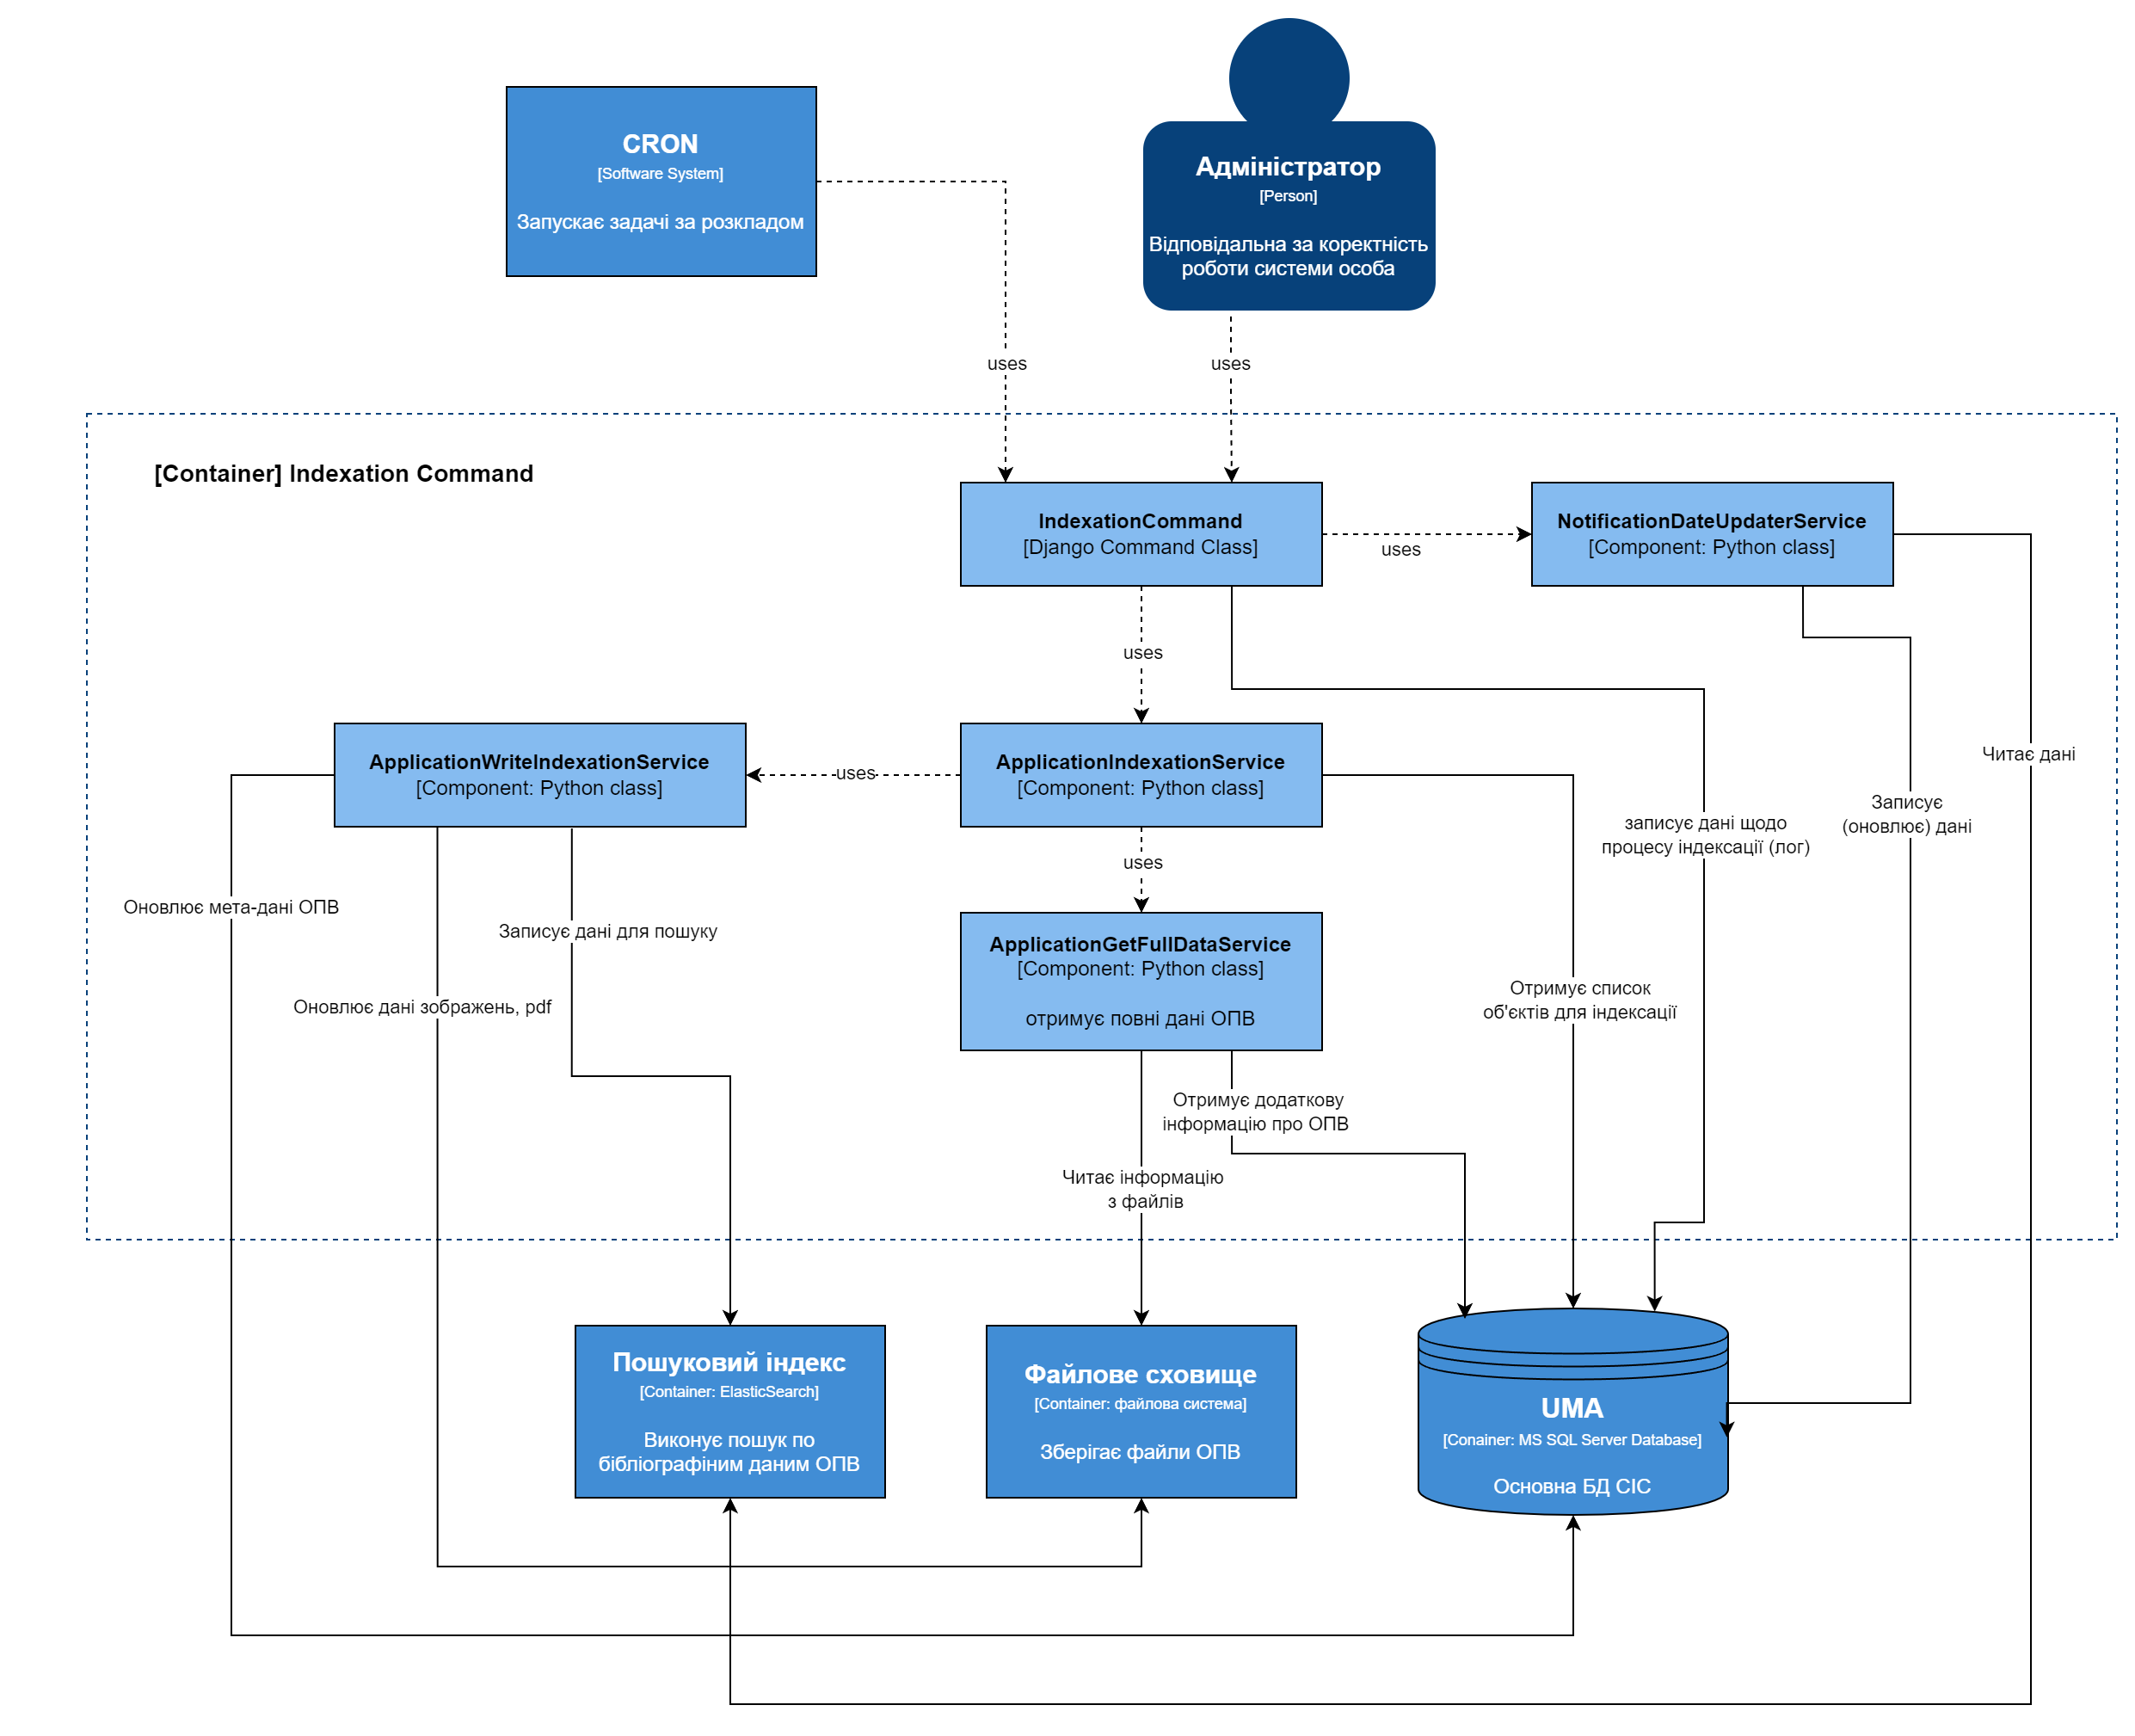 CRON
[Software System]
Запускає задачі за розкладом
Адміністратор
[Person]
Відповідальна за коректність
роботи системи особа
uses
uses
[Container] Indexation Command
IndexationCommand
[Django Command Class]
uses
NotificationDateUpdaterService
[Component: Python class]
uses
Читає дані
ApplicationWriteIndexationService
[Component: Python class]
uses
ApplicationIndexationService
[Component: Python class]
Записує
(оновлює) дані
записує дані щодо
процесу індексації (лог)
uses
Оновлює мета-дані ОПВ
Записує дані для пошуку
ApplicationGetFullDataService
[Component: Python class]
отримує повні дані ОПВ
Оновлює дані зображень, pdf
Отримує список
об'єктів для індексації
Отримує додаткову
інформацію про ОПВ
Читає інформацію
з файлів
Пошуковий індекс
[Container: ElasticSearch]
Виконує пошук по
бібліографіним даним ОПВ
Файлове сховище
[Container: файлова система]
Зберігає файли ОПВ
UMA
[Conainer: MS SQL Server Database]
Основна БД СІС